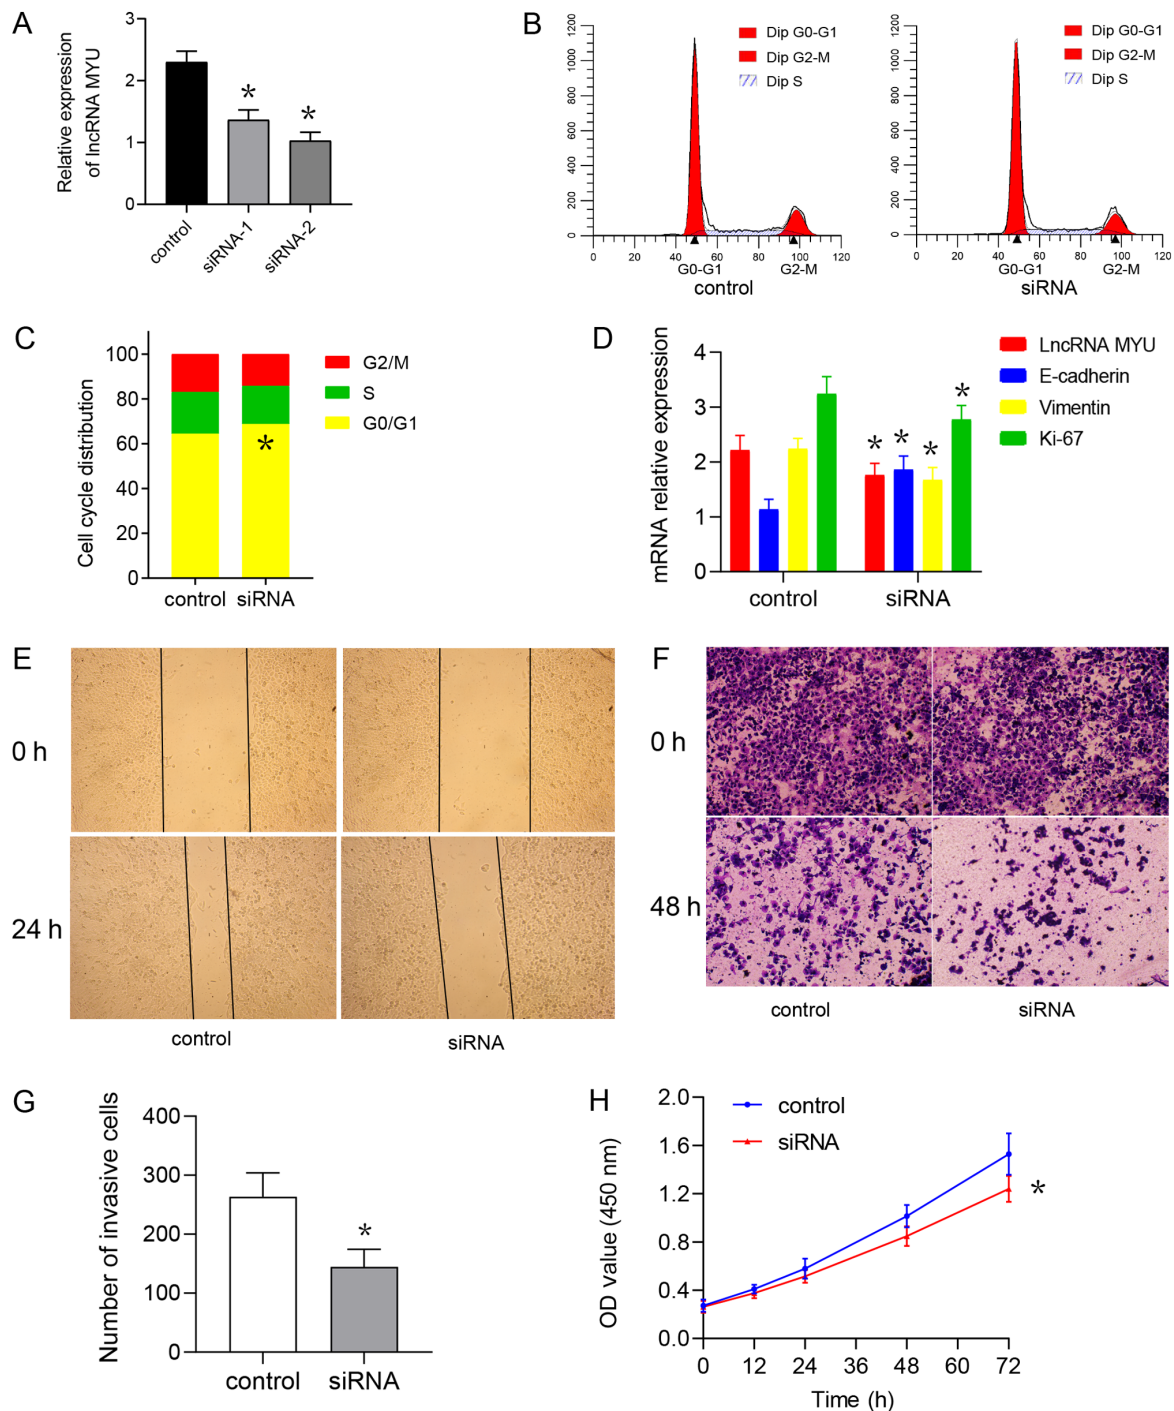 A
Relative expression
of lncRNA MYU
3
2
1
0
*
*
control
siRNA-1
siRNA-2
B
1200
1000
800
600
400
200
0
Dip G0-G1
Dip G2-M
Dip S
0 20 40 60 80 100 120
G0-G1 G2-M
control
1200
1000
800
600
400
200
0
Dip G0-G1
Dip G2-M
Dip S
0 20 40 60 80 100 120
G0-G1 G2-M
siRNA
C
Cell cycle distribution
100
80
60
40
20
0
*
G2/M
S
G0/G1
control siRNA
D
mRNA relative expression
4
3
2
1
0
* * * *
LncRNA MYU
E-cadherin
Vimentin
Ki-67
control siRNA
E
0 h
24 h
control siRNA
F
0 h
48 h
control siRNA
G
Number of invasive cells
400
300
200
100
0
*
control siRNA
H
OD value (450 nm)
2.0
1.6
1.2
0.8
0.4
0.0
control
siRNA
*
0 12 24 36 48 60 72
Time (h)